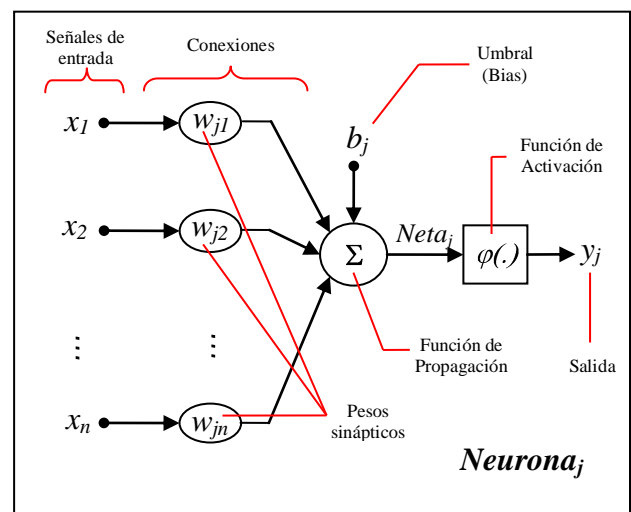 Señales de
entrada
Conexiones
Umbral
(Bias)
x1
wj1
bj
Función de
Activación
x2
wj2
Σ
Netaj
φ(.)
yj
⋮
⋮
Función de
Propagación
Salida
xn
wjn
Pesos
sinápticos
Neuronaj